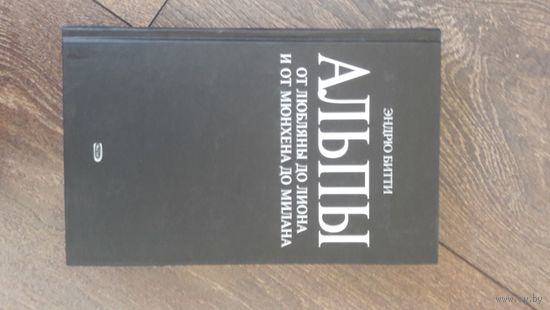 ЭНДРЮ БИТТИ
АЛЬПЫ
ОТ ЛЮБЛЯНЫ ДО ЛИОНА
И ОТ МЮНХЕНА ДО МИЛАНА